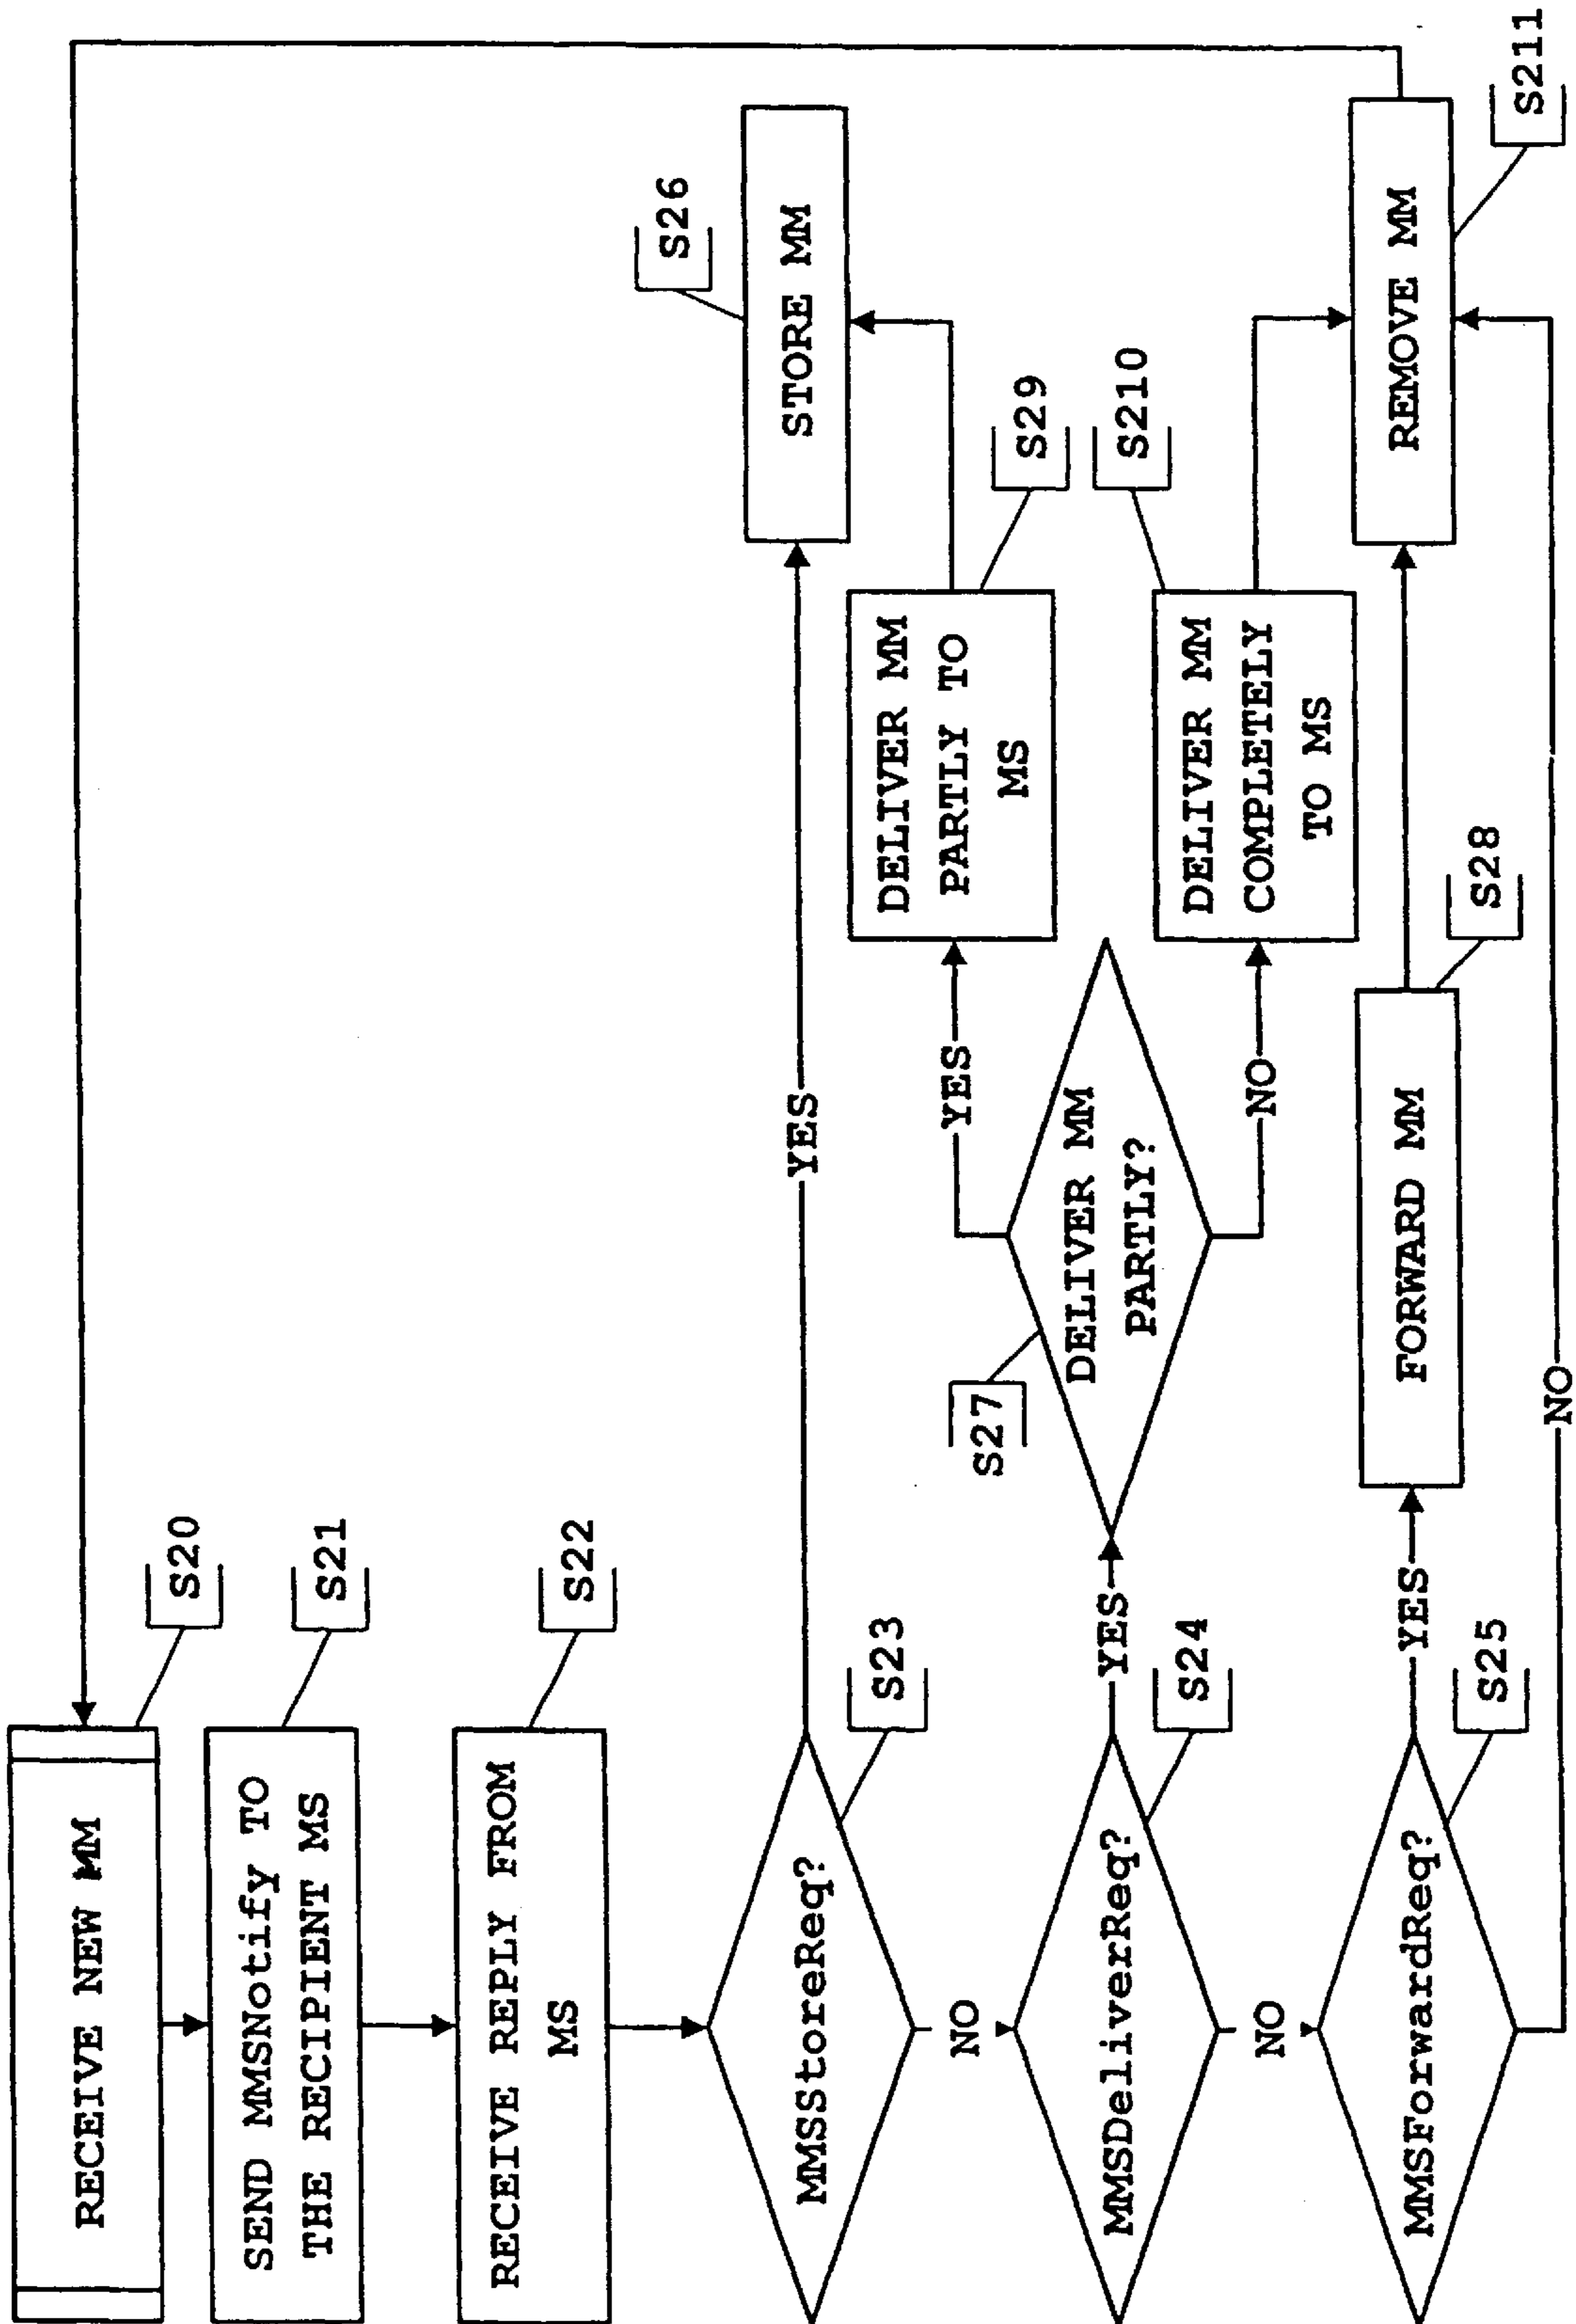 RECEIVE NEW MM
S20
SEND MMSNotify TO
THE RECIPIENT MS
S21
RECEIVE REPLY FROM
MS
S22
MMSStoreReq?
S23
YES
STORE MM
S26
NO
MMSDeliverReq?
S24
YES
DELIVER MM
PARTLY?
S27
YES
DELIVER MM
PARTLY TO
MS
S29
NO
DELIVER MM
COMPLETELY
TO MS
S210
NO
MMSForwardReq?
S25
YES
FORWARD MM
S28
REMOVE MM
S211
NO